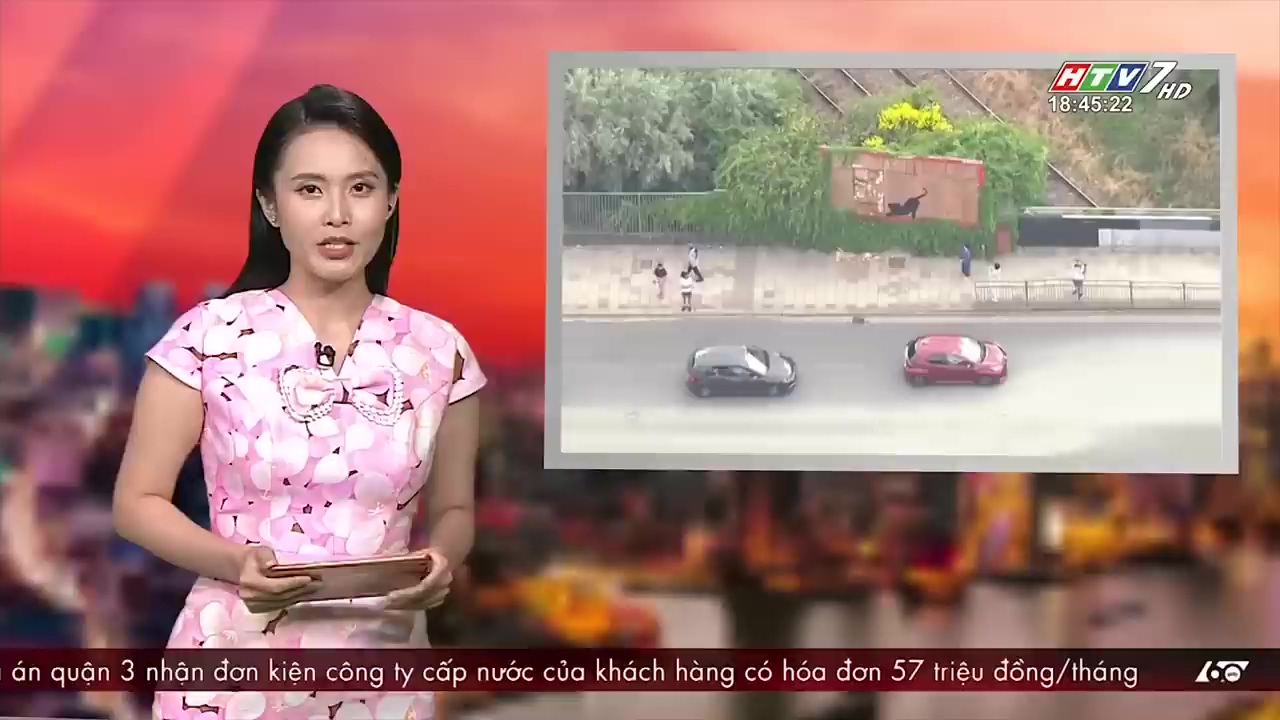 HTV7 HD
18:45:22
án quận 3 nhận đơn kiện công ty cấp nước của khách hàng có hóa đơn 57 triệu đồng/tháng